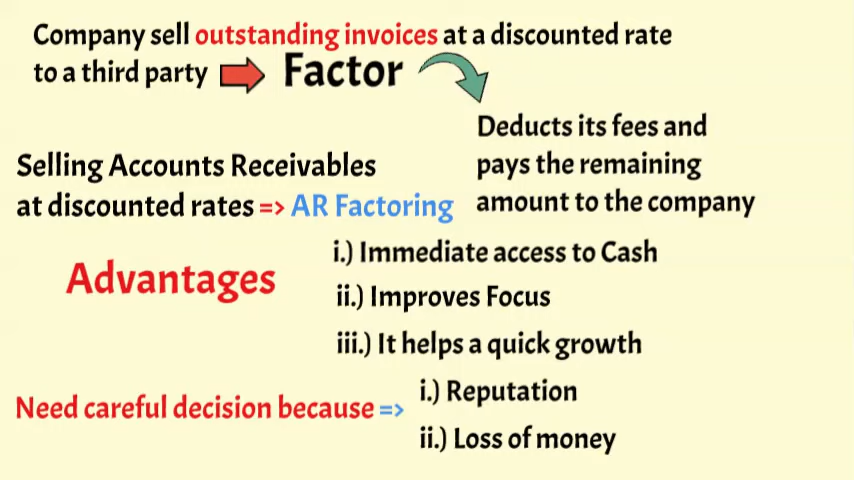 Company sell outstanding invoices at a discounted rate
to a third party Factor
Deducts its fees and
pays the remaining
amount to the company
Selling Accounts Receivables
at discounted rates => AR Factoring
Advantages
i.) Immediate access to Cash
ii.) Improves Focus
iii.) It helps a quick growth
Need careful decision because =>
i.) Reputation
ii.) Loss of money